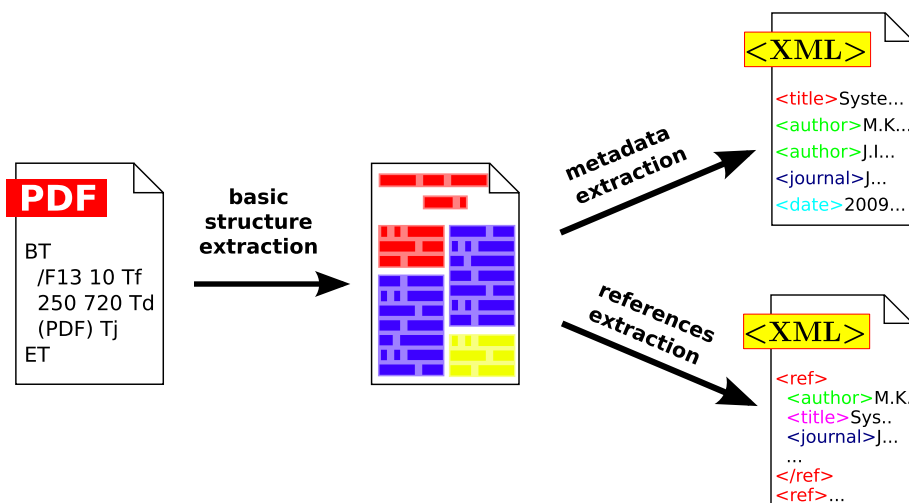 PDF
BT
/F13 10 Tf
250 720 Td
(PDF) Tj
ET
basic
structure
extraction
metadata
extraction
references
extraction
<XML>
<title>Syste...
<author>M.K...
<author>J.I...
<journal>J...
<date>2009...
<XML>
<ref>
<author>M.K.
<title>Sys..
<journal>J...
...
</ref>
<ref>...